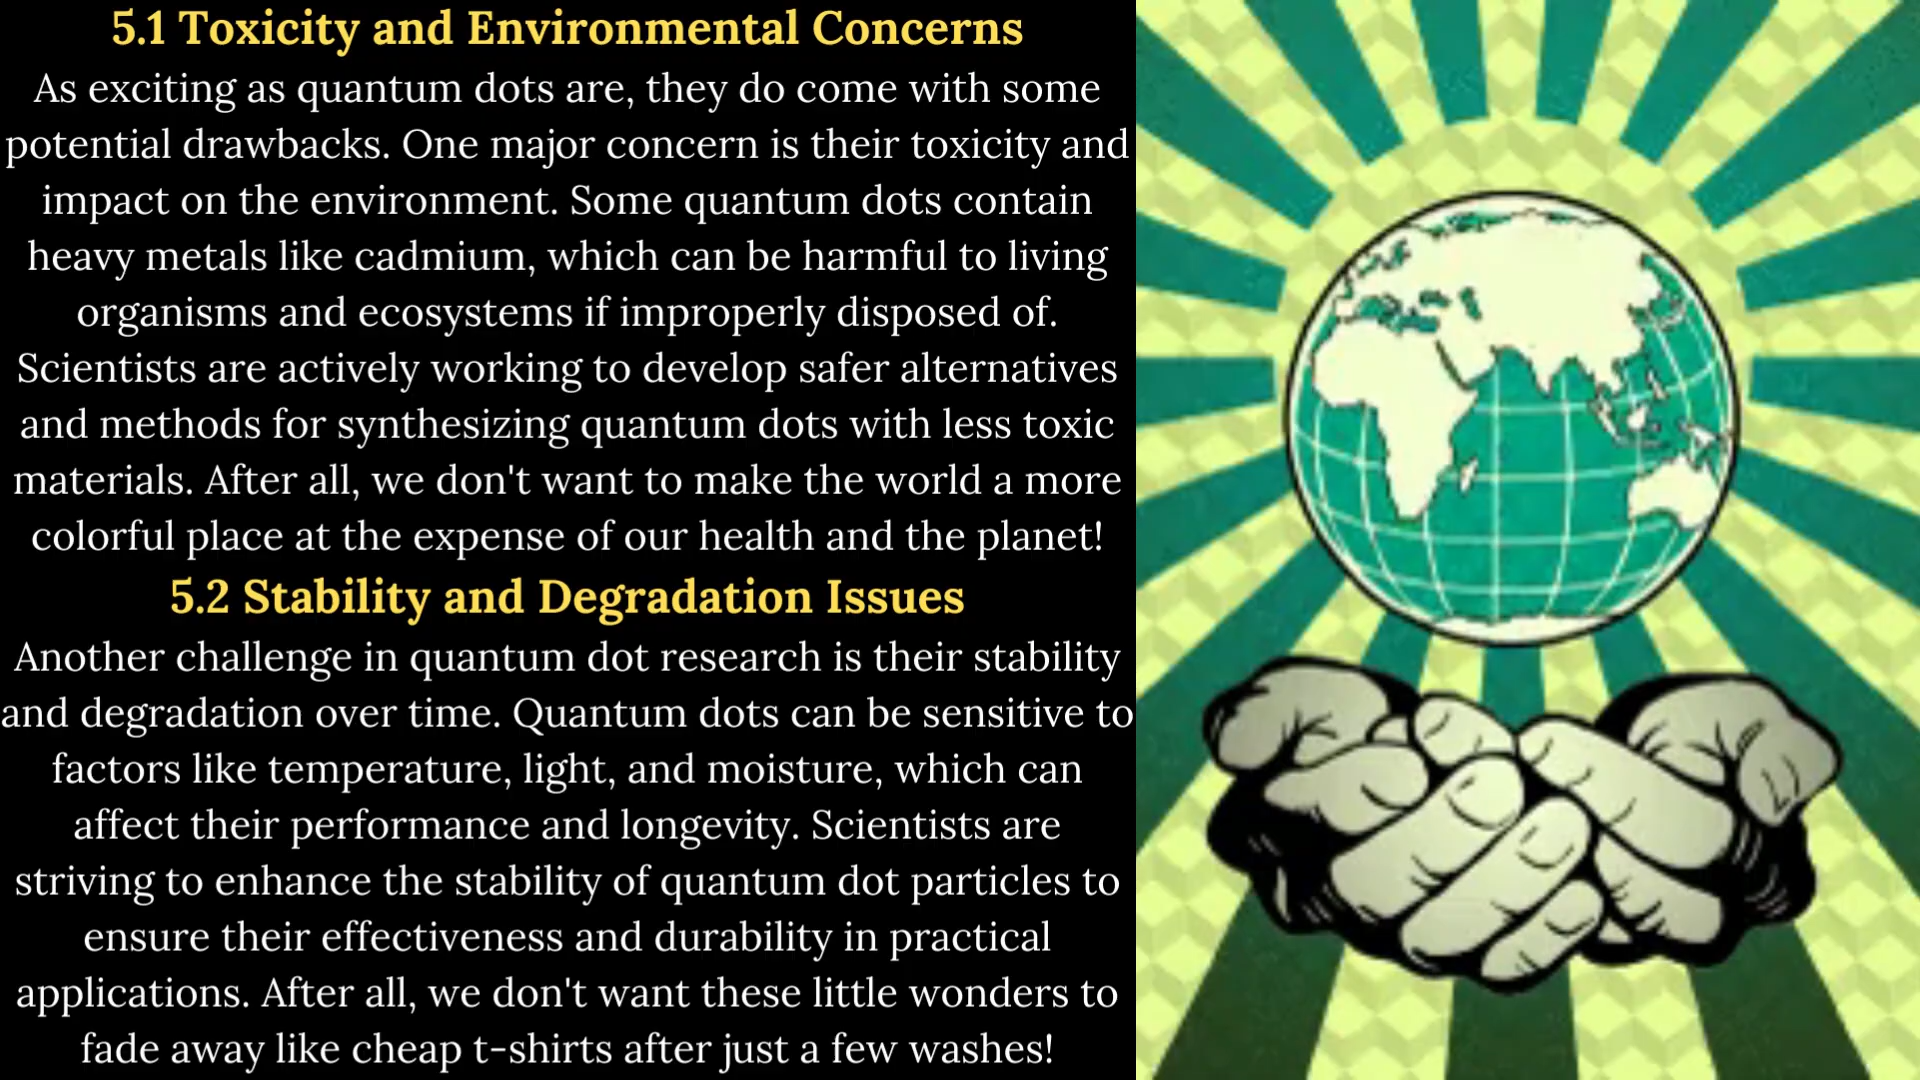 5.1 Toxicity and Environmental Concerns
As exciting as quantum dots are, they do come with some
potential drawbacks. One major concern is their toxicity and
impact on the environment. Some quantum dots contain
heavy metals like cadmium, which can be harmful to living
organisms and ecosystems if improperly disposed of.
Scientists are actively working to develop safer alternatives
and methods for synthesizing quantum dots with less toxic
materials. After all, we don't want to make the world a more
colorful place at the expense of our health and the planet!
5.2 Stability and Degradation Issues
Another challenge in quantum dot research is their stability
and degradation over time. Quantum dots can be sensitive to
factors like temperature, light, and moisture, which can
affect their performance and longevity. Scientists are
striving to enhance the stability of quantum dot particles to
ensure their effectiveness and durability in practical
applications. After all, we don't want these little wonders to
fade away like cheap t-shirts after just a few washes!